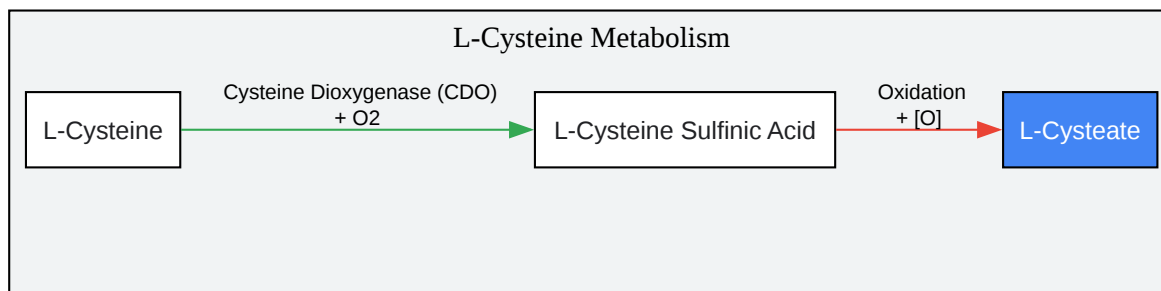 L-Cysteine Metabolism
Cysteine Dioxygenase (CDO)
+ O2
Oxidation
+ [O]
L-Cysteine
L-Cysteine Sulfinic Acid
L-Cysteate